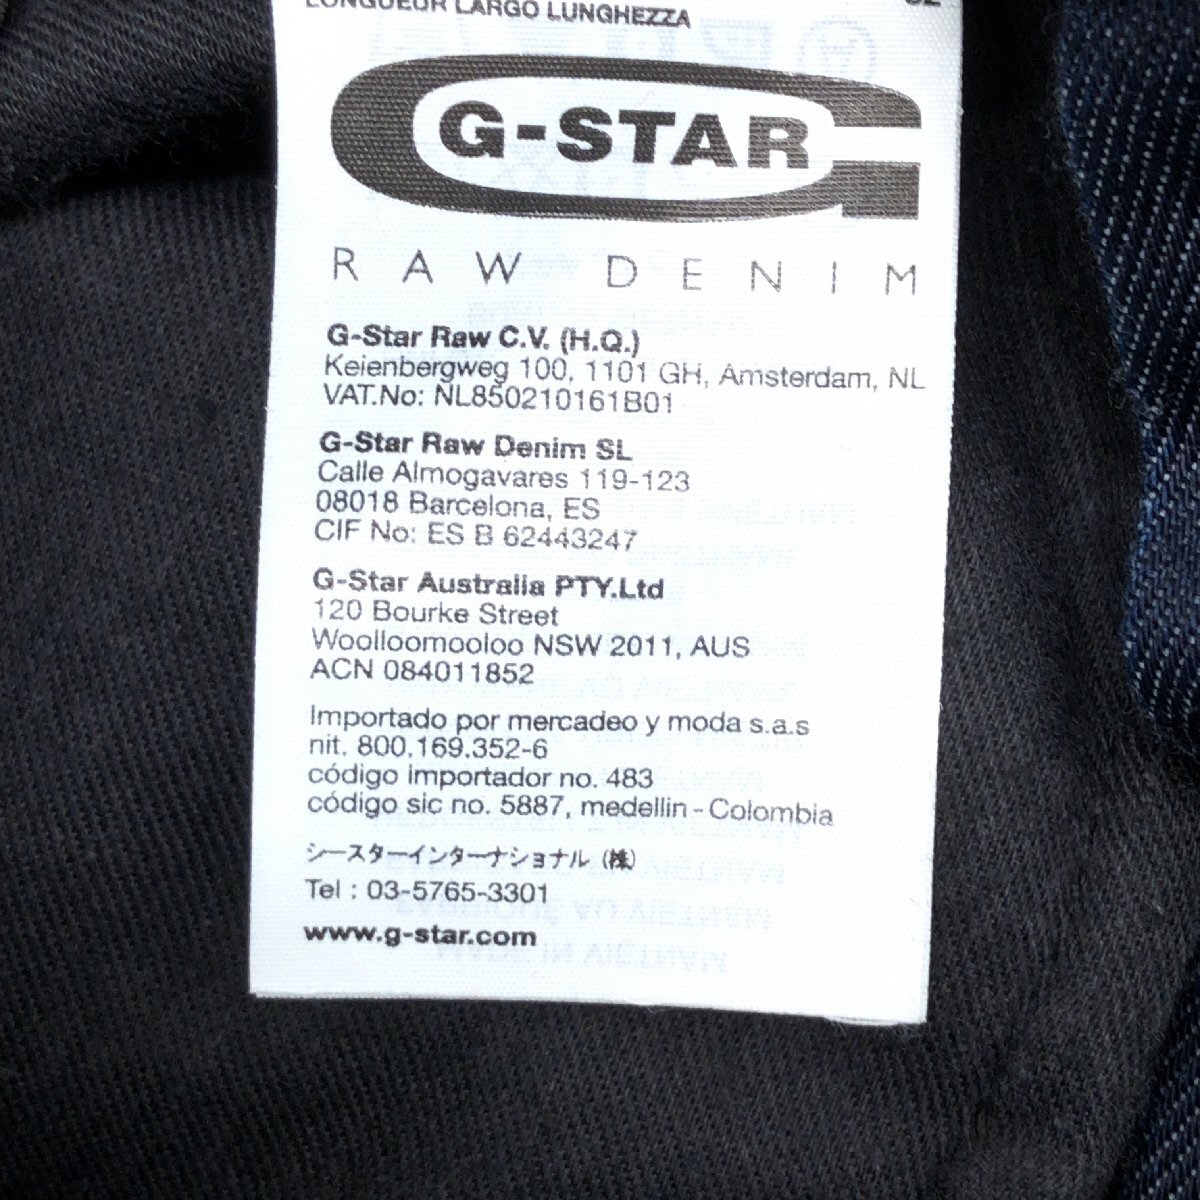 LONGUEUR LARGO LUNGHEZZA
G-STAR
RAW DENIM
G-Star Raw C.V. (H.Q.)
Keienbergweg 100, 1101 GH, Amsterdam, NL
VAT.No: NL850210161B01
G-Star Raw Denim SL
Calle Almogavares 119-123
08018 Barcelona, ES
CIF No: ES B 62443247
G-Star Australia PTY.Ltd
120 Bourke Street
Woolloomooloo NSW 2011, AUS
ACN 084011852
Importado por mercadeo y moda s.a.s
nit. 800.169.352-6
código importador no. 483
código sic no. 5887, medellin - Colombia
シースターインターナショナル (株)
Tel : 03-5765-3301
www.g-star.com